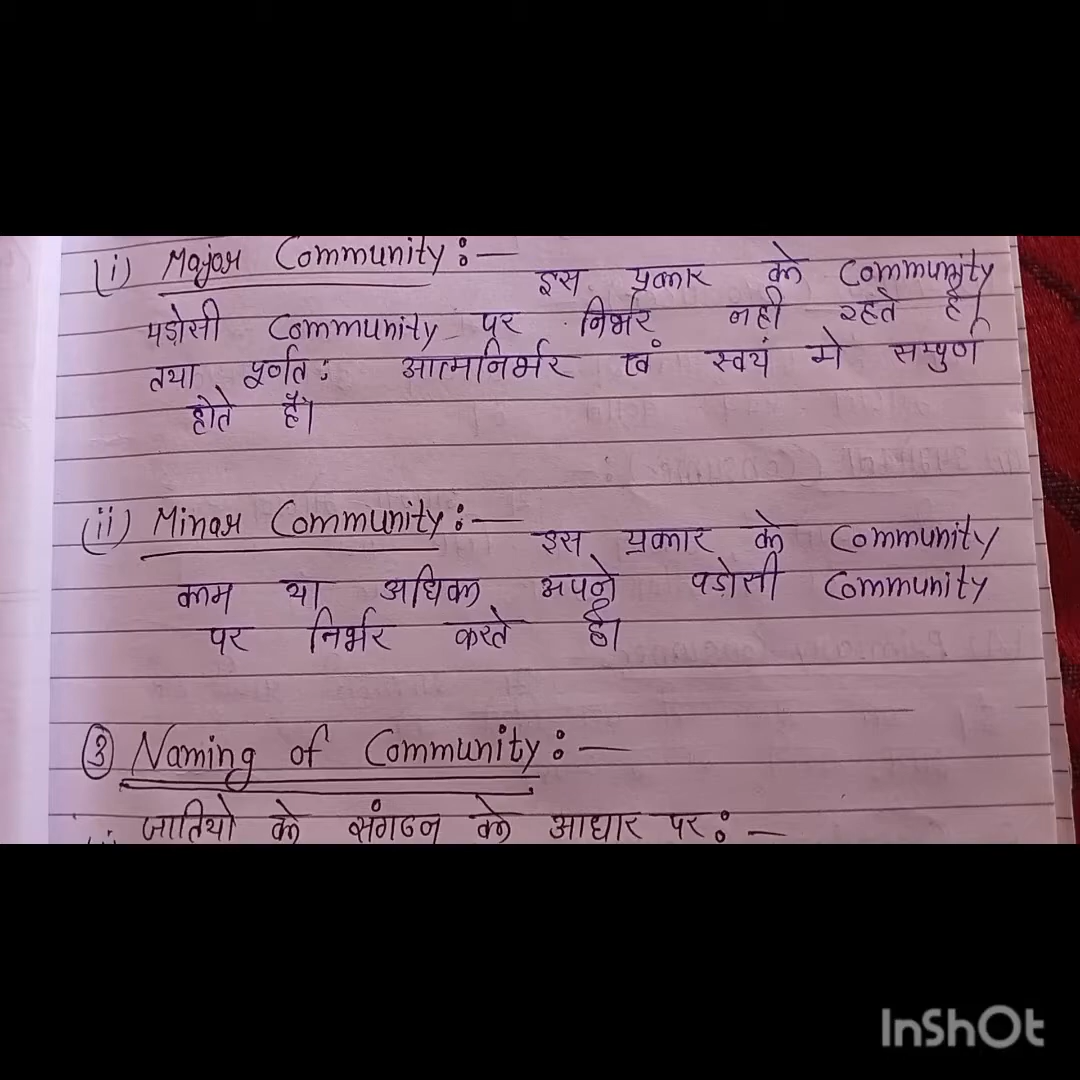 (i) Major Community :—
इस प्रकार के Community
पड़ोसी Community पर निर्भर नही रहते है।
तथा पूर्णत: आत्मनिर्भर एवं स्वयं मे सम्पुर्ण
होते है।
(ii) Minor Community :—
इस प्रकार के Community
कम या अधिक अपने पडोसी Community
पर निर्भर करते है।
③ Naming of Community :—
जातियो के संगठन के आधार पर :—
InShOt